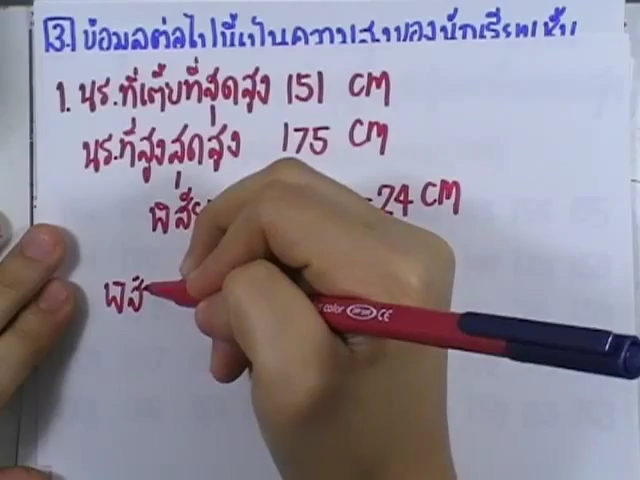 3. ข้อมูลต่อไปนี้เป็นความสูงของนักเรียนชั้น
1. นร.ที่เตี้ยที่สุดสูง 151 cm
นร.ที่สูงสุดสูง 175 cm
=24 cm
color CE